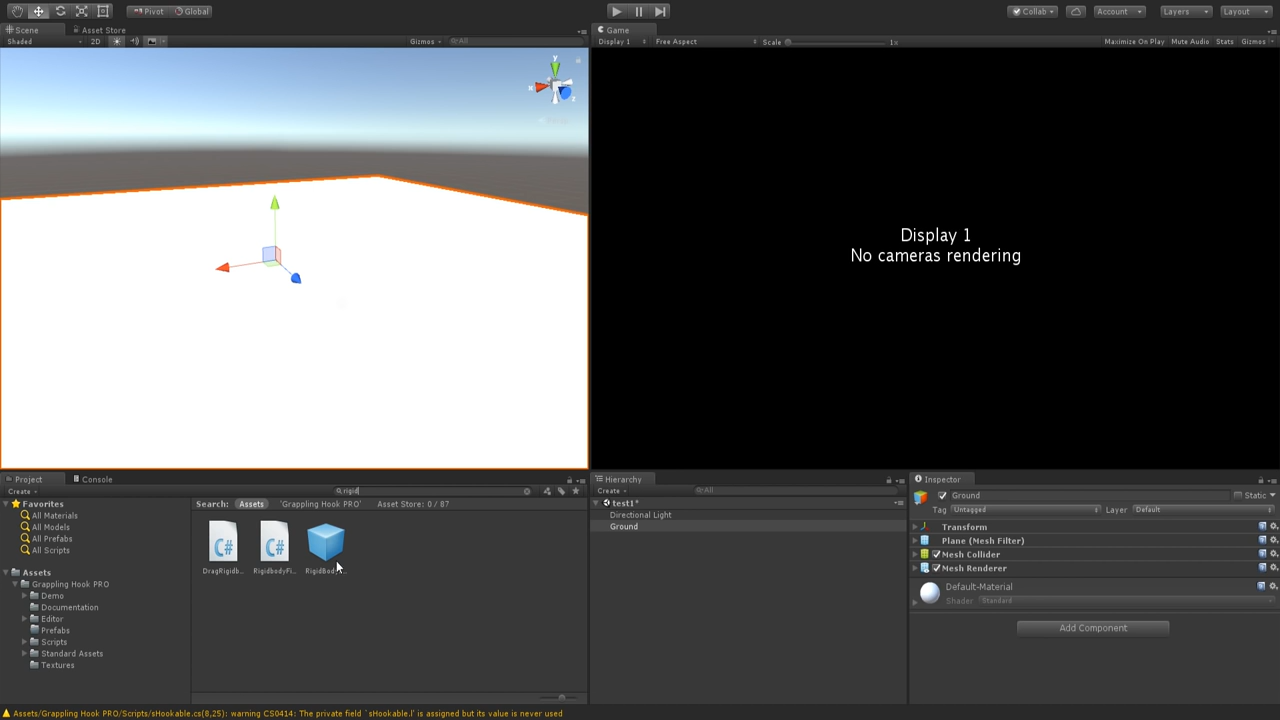 Pivot Global Collab Account Layers Layout
Scene Asset Store
Shaded 2D Gizmos All
y
x
z
Game
Display 1 Free Aspect Scale 1x Maximize On Play Mute Audio Stats Gizmos
Display 1
No cameras rendering
Project Console
Create rigid
Favorites
All Materials
All Models
All Prefabs
All Scripts
Assets
Grappling Hook PRO
Demo
Documentation
Editor
Prefabs
Scripts
Standard Assets
Textures
Search: Assets 'Grappling Hook PRO' Asset Store: 0 / 87
C# C#
DragRigidb... RigidbodyFi... RigidBody...
Hierarchy
Create All
test1*
Directional Light
Ground
Inspector
Ground Static
Tag Untagged Layer Default
Transform
Plane (Mesh Filter)
Mesh Collider
Mesh Renderer
Default-Material
Shader Standard
Add Component
Assets/Grappling Hook PRO/Scripts/sHookable.cs(8,25): warning CS0414: The private field `sHookable.l' is assigned but its value is never used